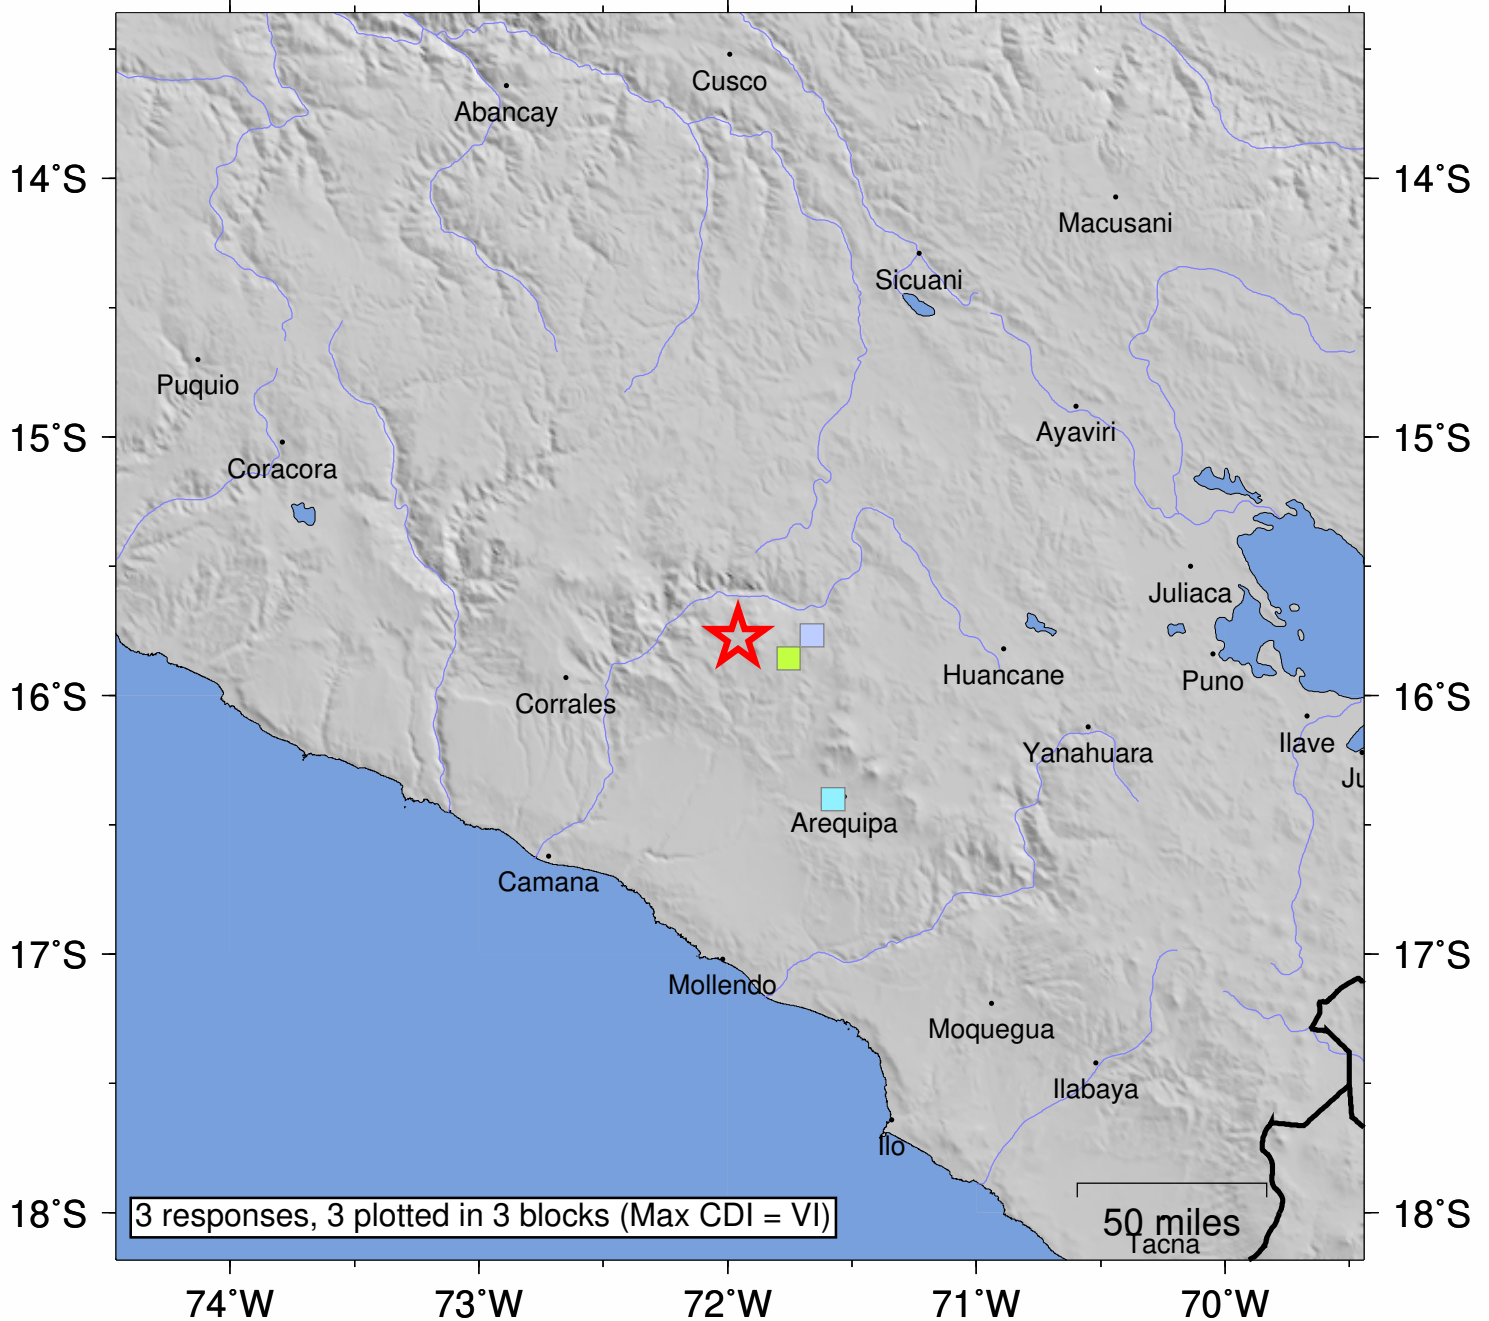 Cusco
Abancay
14°S
14°S
Macusani
Sicuani
Puquio
Ayaviri
15°S
15°S
Coracora
Juliaca
Huancane
Puno
16°S
16°S
Corrales
Ilave
Yanahuara
Ju
Arequipa
Camana
17°S
17°S
Mollendo
Moquegua
Ilabaya
Ilo
18°S
3 responses, 3 plotted in 3 blocks (Max CDI = VI)
50 miles
18°S
Tacna
74°W
73°W
72°W
71°W
70°W